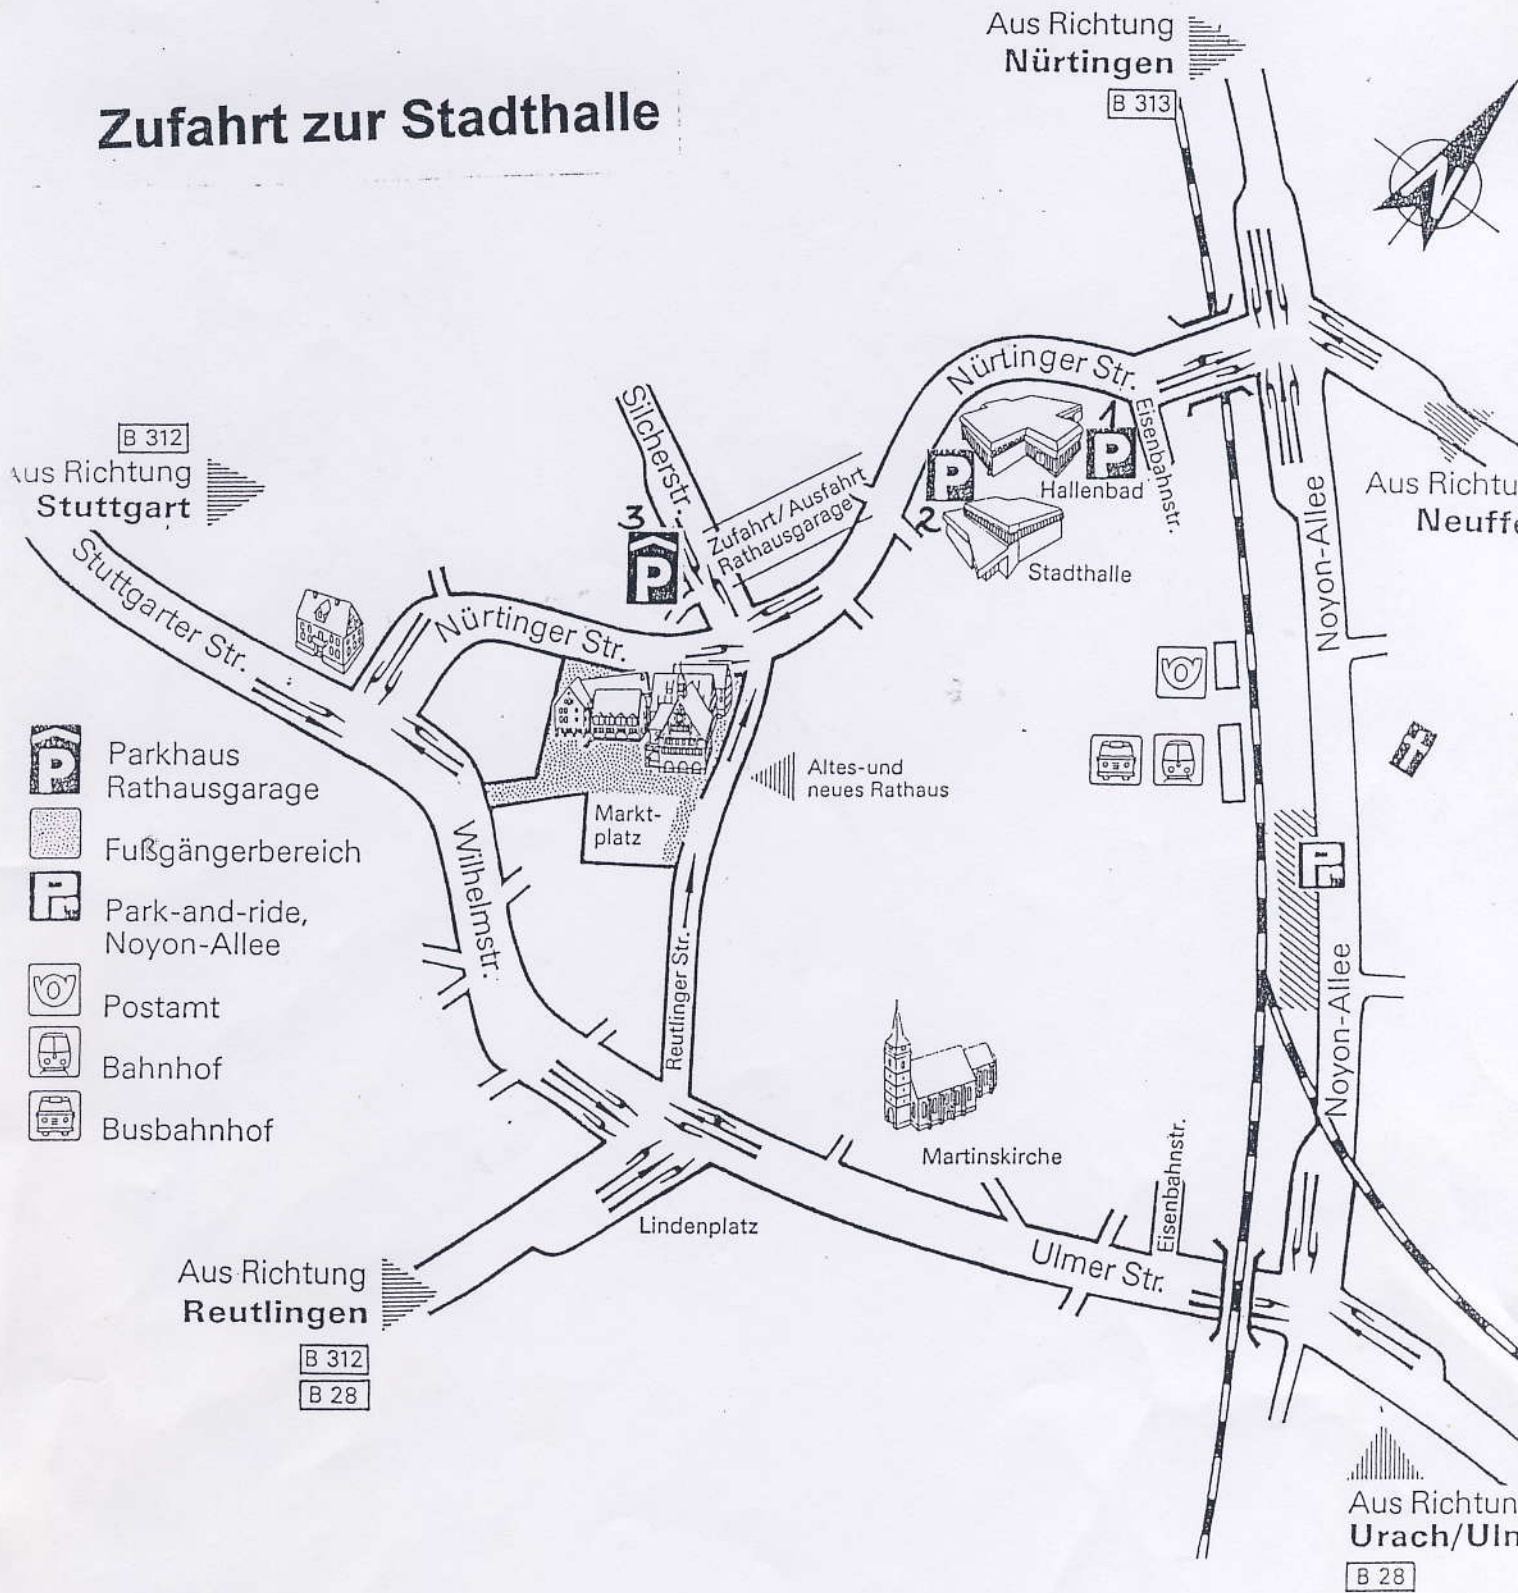 Zufahrt zur Stadthalle
Aus Richtung
Nürtingen
B 313
B 312
Aus Richtung
Stuttgart
Stuttgarter Str.
Nürtinger Str.
Silcherstr.
3
P
Zufahrt/Ausfahrt
Rathausgarage
Nürtinger Str.
1
P
P
2
Hallenbad
Eisenbahnstr.
Stadthalle
Noyon-Allee
Aus Richtu
Neuffe
Altes-und
neues Rathaus
Markt-
platz
Wilhelmstr.
Reutlinger Str.
P
Parkhaus
Rathausgarage
Fußgängerbereich
P
Park-and-ride,
Noyon-Allee
Postamt
Bahnhof
Busbahnhof
P
Noyon-Allee
Martinskirche
Eisenbahnstr.
Lindenplatz
Ulmer Str.
Aus Richtung
Reutlingen
B 312
B 28
Aus Richtun
Urach/Uln
B 28